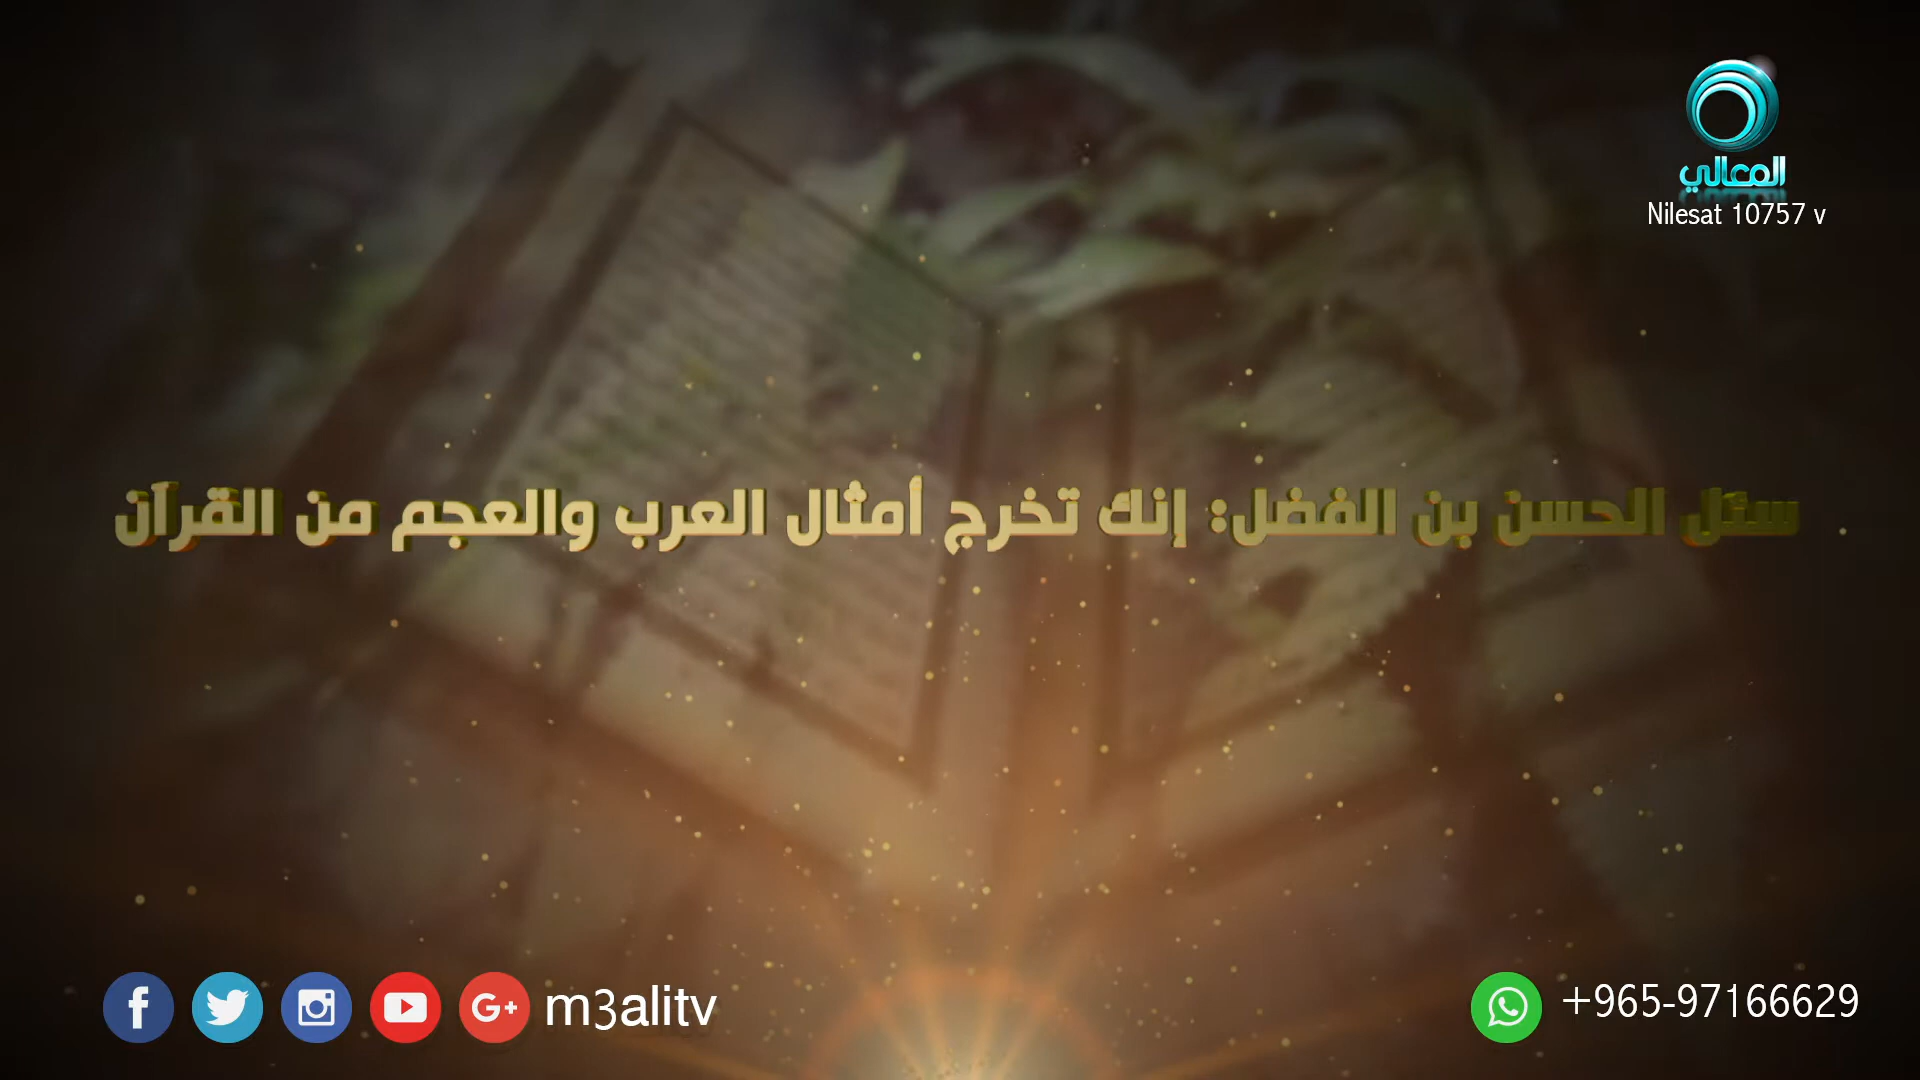 المعالي
Nilesat 10757 v
سئل الحسن بن الفضل: إنك تخرج أمثال العرب والعجم من القرآن
m3alitv
+965-97166629